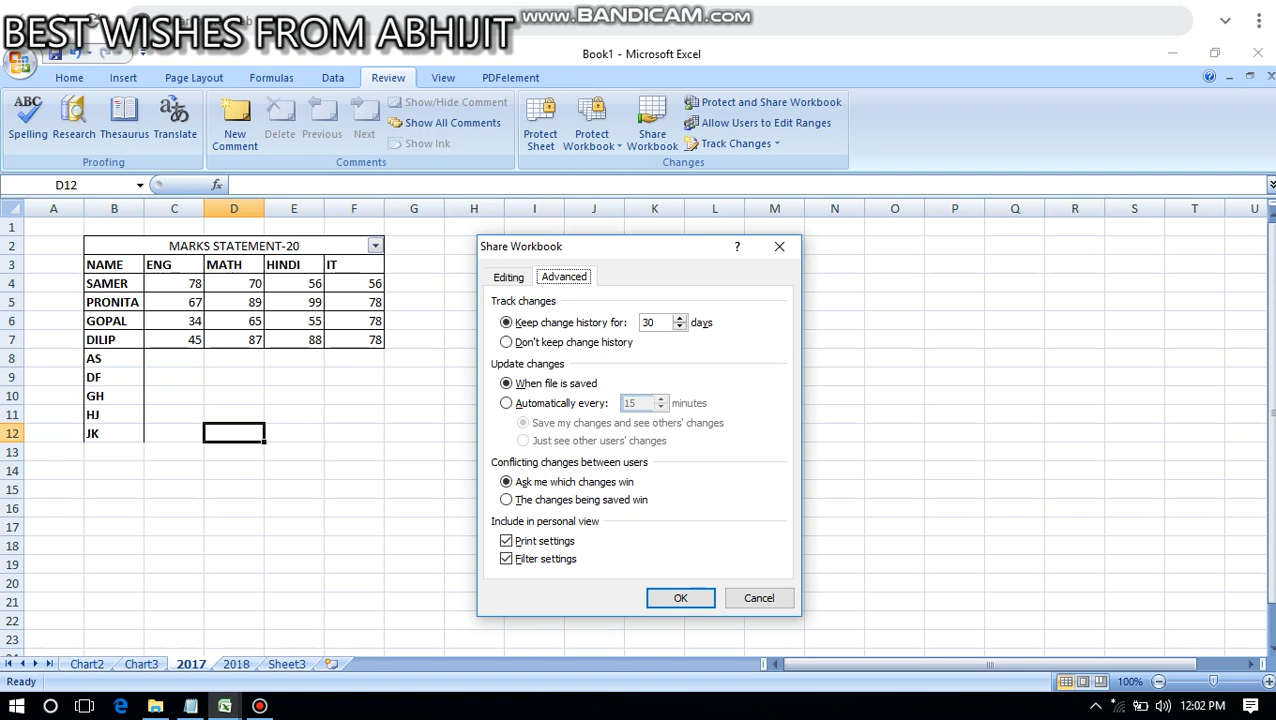 www.BANDICAM.com
BEST WISHES FROM ABHIJIT
Book1 - Microsoft Excel
Home Insert Page Layout Formulas Data Review View PDFelement
ABC
Spelling Research Thesaurus Translate
Proofing
New Comment Delete Previous Next
Show/Hide Comment
Show All Comments
Show Ink
Comments
Protect Sheet Protect Workbook Share Workbook
Protect and Share Workbook
Allow Users to Edit Ranges
Track Changes
Changes
D12 fx
A B C D E F G H I J K L M N O P Q R S T U
1
2 MARKS STATEMENT-20
3 NAME ENG MATH HINDI IT
4 SAMER 78 70 56 56
5 PRONITA 67 89 99 78
6 GOPAL 34 65 55 78
7 DILIP 45 87 88 78
8 AS
9 DF
10 GH
11 HJ
12 JK
13
14
15
16
17
18
19
20
21
22
23
Share Workbook ?
Editing Advanced
Track changes
Keep change history for: 30 days
Don't keep change history
Update changes
When file is saved
Automatically every: 15 minutes
Save my changes and see others' changes
Just see other users' changes
Conflicting changes between users
Ask me which changes win
The changes being saved win
Include in personal view
Print settings
Filter settings
OK Cancel
Chart2 Chart3 2017 2018 Sheet3
Ready 100%
12:02 PM